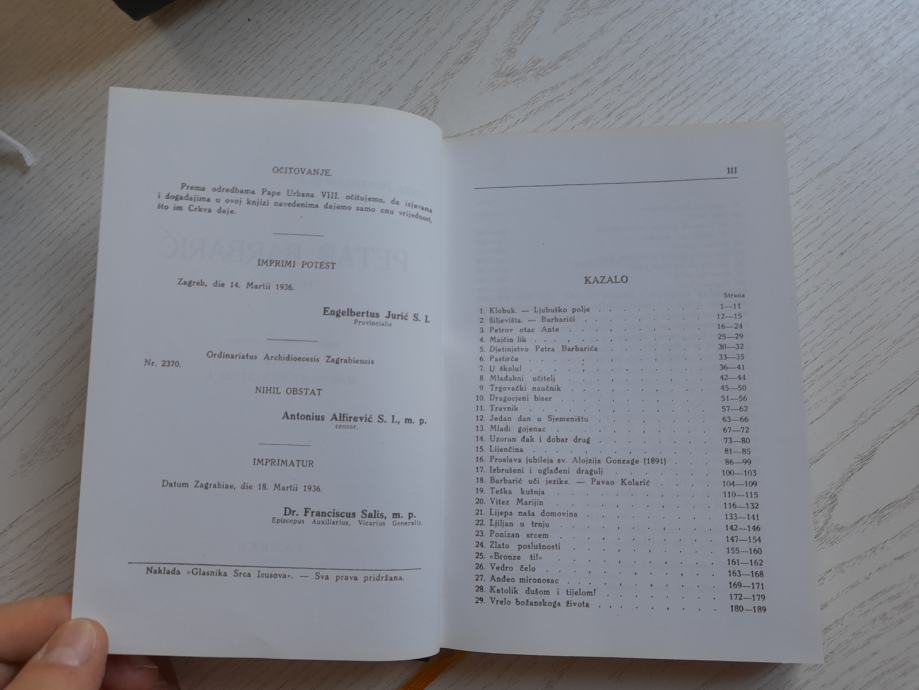 OČITOVANJE.
Prema odredbama Pape Urbana VIII. očitujemo, da izjavama
i događajima u ovoj knjizi navedenima dajemo samo onu vrijednost,
što im Crkva daje.
IMPRIMI POTEST
Zagreb, die 14. Martii 1936.
Engelbertus Jurić S. I.
Provincialis
Ordinariatus Archidioecesis Zagrabiensis
Nr. 2370.
NIHIL OBSTAT
Antonius Alfirević S. I., m. p.
censor.
IMPRIMATUR
Datum Zagrabiae, die 18. Martii 1936.
Dr. Franciscus Salis, m. p.
Episcopus Auxiliarius, Vicarius Generalis.
Naklada »Glasnika Srca Isusova«. — Sva prava pridržana.
III
KAZALO
Strana
1. Klobuk. — Ljubuško polje 1—11
2. Šiljevišta. — Barbarići 12—15
3. Petrov otac Ante 16—24
4. Majčin lik 25—29
5. Djetinjstvo Petra Barbarića 30—32
6. Pastirče 33—35
7. U školu! 36—41
8. Mlađahni učitelj 42—44
9. Trgovački naučnik 45—50
10. Dragocjeni biser 51—56
11. Travnik 57—62
12. Jedan dan u Sjemeništu 63—66
13. Mladi gojenac 67—72
14. Uzoran đak i dobar drug 73—80
15. Lijenčina 81—85
16. Proslava jubileja sv. Alojzija Gonzage (1891) 86—99
17. Izbrušeni i uglađeni dragulj 100—103
18. Barbarić uči jezike. — Pavao Kolarić 104—109
19. Teška kušnja 110—115
20. Vitez Marijin 116—132
21. Lijepa naša domovina 133—141
22. Ljiljan u trnju 142—146
23. Ponizan srcem 147—154
24. Zlato poslušnosti 155—160
25. »Bronze ti!« 161—162
26. Vedro čelo 163—168
27. Anđeo mironosac 169—171
28. Katolik dušom i tijelom! 172—179
29. Vrelo božanskoga života 180—189